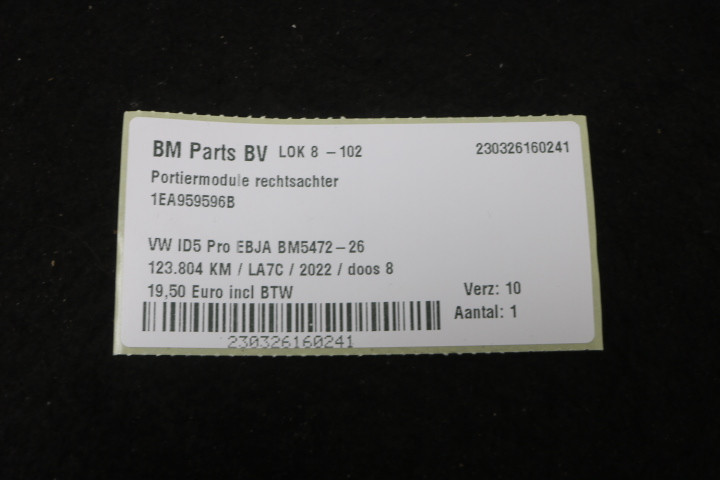 BM Parts BV LOK 8 - 102 230326160241
Portiermodule rechtsachter
1EA959596B
VW ID5 Pro EBJA BM5472-26
123.804 KM / LA7C / 2022 / doos 8
19,50 Euro incl BTW Verz: 10
Aantal: 1
230326160241